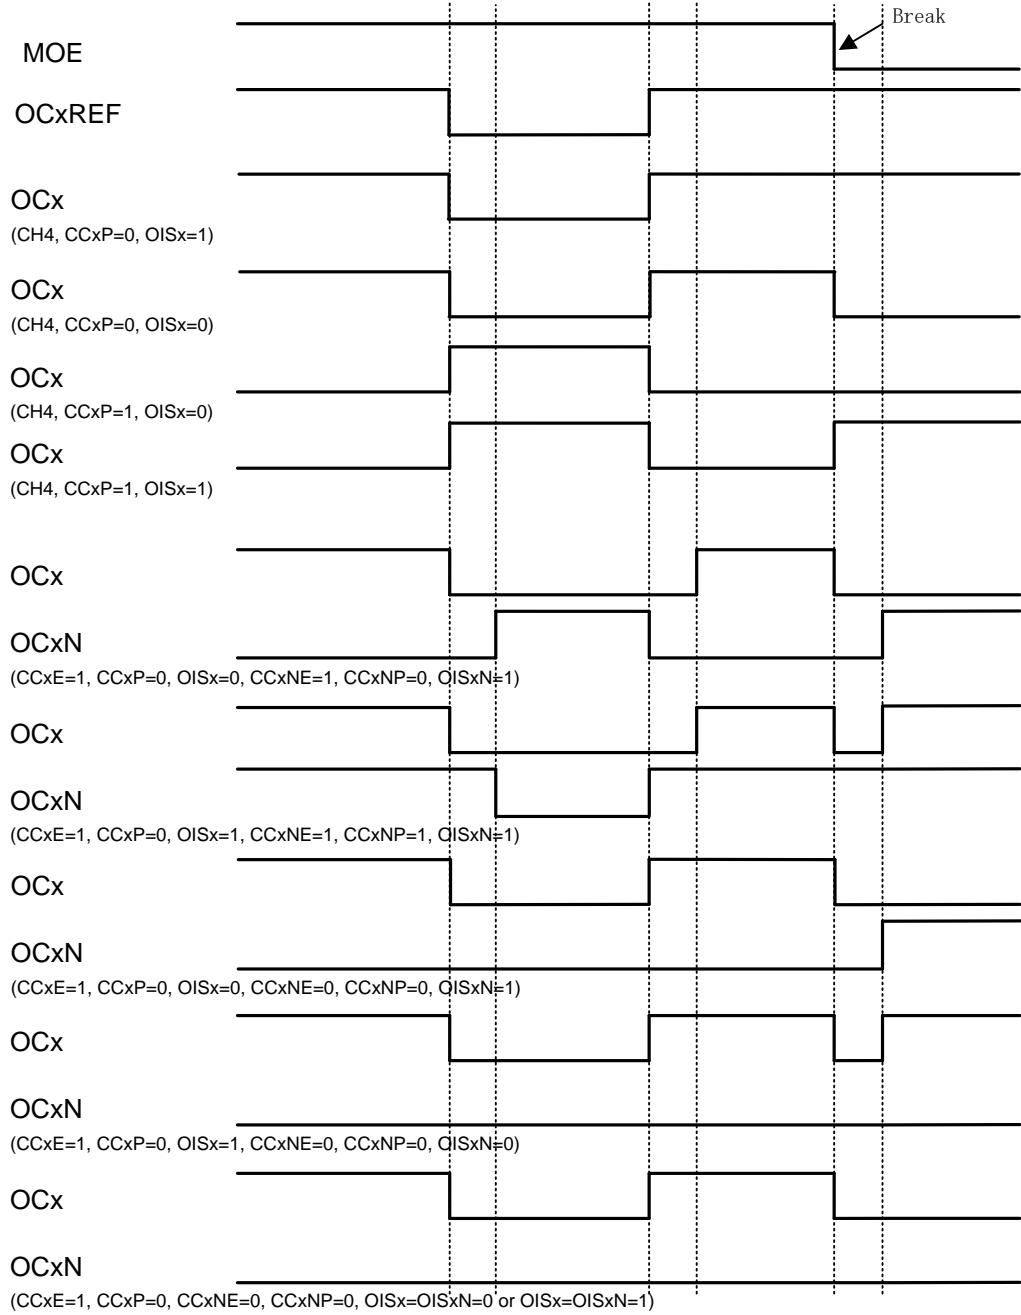 Break
MOE
OCxREF
OCx
(CH4, CCxP=0, OISx=1)
OCx
(CH4, CCxP=0, OISx=0)
OCx
(CH4, CCxP=1, OISx=0)
OCx
(CH4, CCxP=1, OISx=1)
OCx
OCxN
(CCxE=1, CCxP=0, OISx=0, CCxNE=1, CCxNP=0, OISxN=1)
OCx
OCxN
(CCxE=1, CCxP=0, OISx=1, CCxNE=1, CCxNP=1, OISxN=1)
OCx
OCxN
(CCxE=1, CCxP=0, OISx=0, CCxNE=0, CCxNP=0, OISxN=1)
OCx
OCxN
(CCxE=1, CCxP=0, OISx=1, CCxNE=0, CCxNP=0, OISxN=0)
OCx
OCxN
(CCxE=1, CCxP=0, CCxNE=0, CCxNP=0, OISx=OISxN=0 or OISx=OISxN=1)